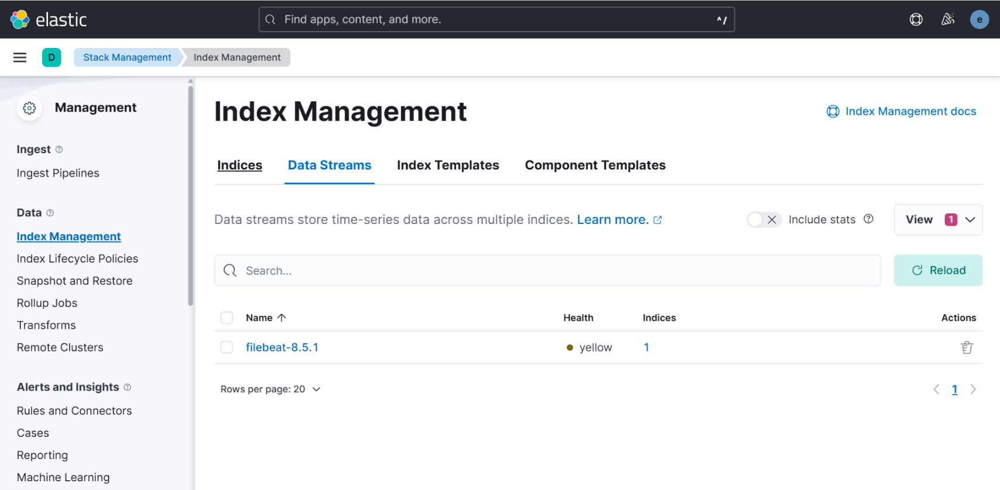 elastic
Find apps, content, and more.
^/
e
D
Stack Management
Index Management
Management
Ingest
Ingest Pipelines
Data
Index Management
Index Lifecycle Policies
Snapshot and Restore
Rollup Jobs
Transforms
Remote Clusters
Alerts and Insights
Rules and Connectors
Cases
Reporting
Machine Learning
Index Management
Index Management docs
Indices Data Streams Index Templates Component Templates
Data streams store time-series data across multiple indices. Learn more.
Include stats
View 1
Search...
Reload
Name Health Indices Actions
filebeat-8.5.1 yellow 1
Rows per page: 20
1